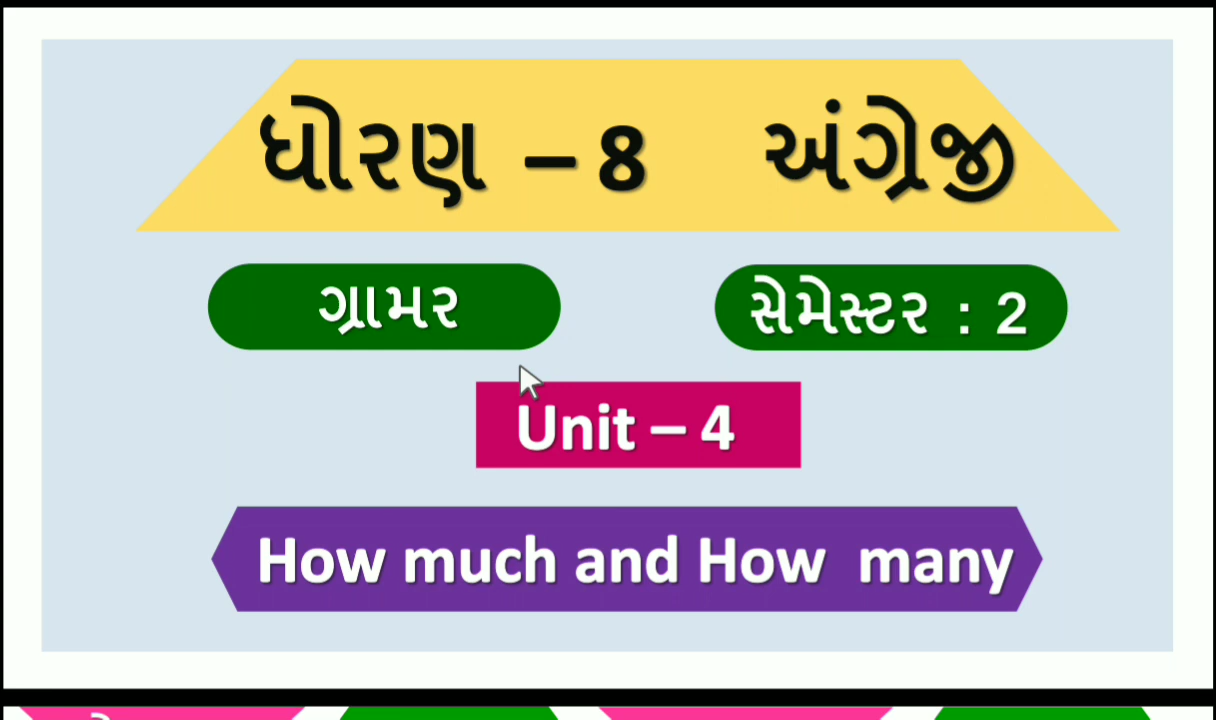 ધોરણ – 8 અંગ્રેજી
ગ્રામર
સેમેસ્ટર : 2
Unit – 4
How much and How many